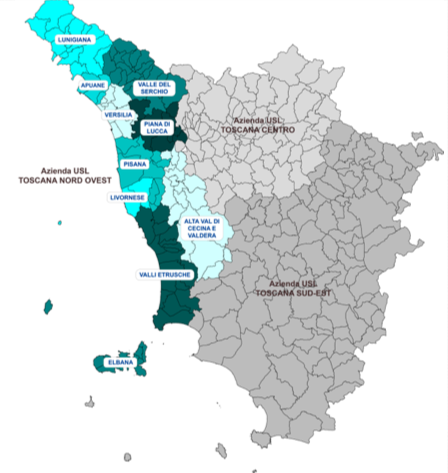 LUNIGIANA
APUANE
VALLE DEL
SERCHIO
VERSILIA
PIANA DI
LUCCA
Azienda USL
TOSCANA CENTRO
PISANA
Azienda USL
TOSCANA NORD OVEST
LIVORNESE
ALTA VAL DI
CECINA E
VALDERA
VALLI ETRUSCHE
Azienda USL
TOSCANA SUD-EST
ELBANA